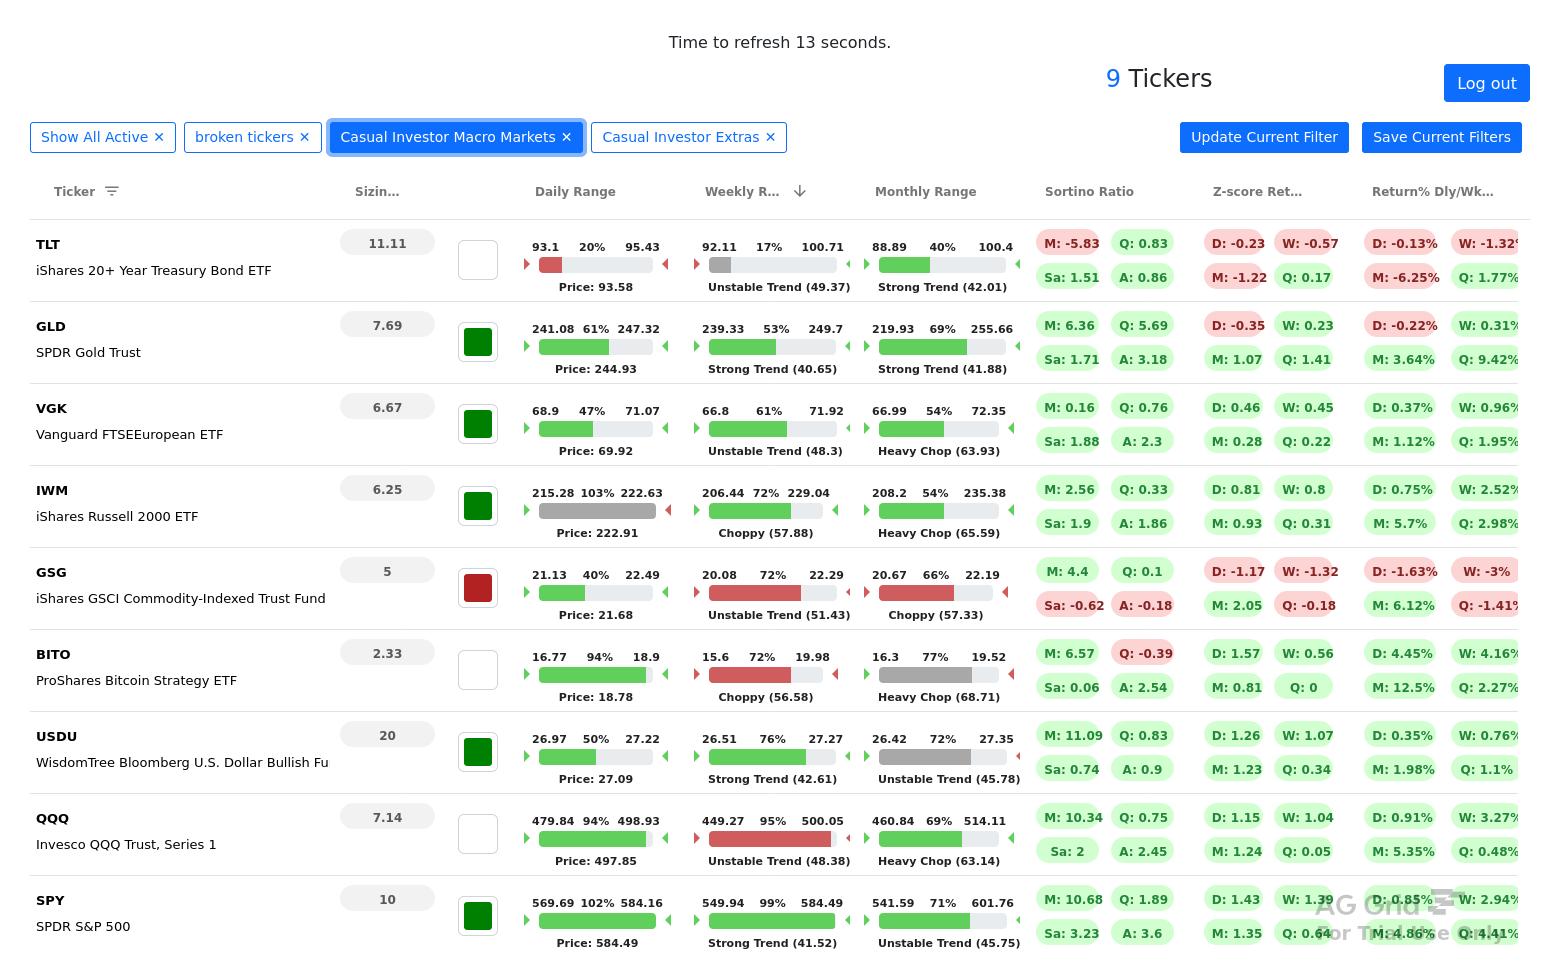 Time to refresh 13 seconds.
9 Tickers
Log out
Show All Active ✕ broken tickers ✕ Casual Investor Macro Markets ✕ Casual Investor Extras ✕ Update Current Filter Save Current Filters
Ticker Sizin... Daily Range Weekly R... Monthly Range Sortino Ratio Z-score Ret... Return% Dly/Wk...
TLT 11.11 93.1 20% 95.43 92.11 17% 100.71 88.89 40% 100.4 M: -5.83 Q: 0.83 D: -0.23 W: -0.57 D: -0.13% W: -1.32%
iShares 20+ Year Treasury Bond ETF Price: 93.58 Unstable Trend (49.37) Strong Trend (42.01) Sa: 1.51 A: 0.86 M: -1.22 Q: 0.17 M: -6.25% Q: 1.77%
GLD 7.69 241.08 61% 247.32 239.33 53% 249.7 219.93 69% 255.66 M: 6.36 Q: 5.69 D: -0.35 W: 0.23 D: -0.22% W: 0.31%
SPDR Gold Trust Price: 244.93 Strong Trend (40.65) Strong Trend (41.88) Sa: 1.71 A: 3.18 M: 1.07 Q: 1.41 M: 3.64% Q: 9.42%
VGK 6.67 68.9 47% 71.07 66.8 61% 71.92 66.99 54% 72.35 M: 0.16 Q: 0.76 D: 0.46 W: 0.45 D: 0.37% W: 0.96%
Vanguard FTSEEuropean ETF Price: 69.92 Unstable Trend (48.3) Heavy Chop (63.93) Sa: 1.88 A: 2.3 M: 0.28 Q: 0.22 M: 1.12% Q: 1.95%
IWM 6.25 215.28 103% 222.63 206.44 72% 229.04 208.2 54% 235.38 M: 2.56 Q: 0.33 D: 0.81 W: 0.8 D: 0.75% W: 2.52%
iShares Russell 2000 ETF Price: 222.91 Choppy (57.88) Heavy Chop (65.59) Sa: 1.9 A: 1.86 M: 0.93 Q: 0.31 M: 5.7% Q: 2.98%
GSG 5 21.13 40% 22.49 20.08 72% 22.29 20.67 66% 22.19 M: 4.4 Q: 0.1 D: -1.17 W: -1.32 D: -1.63% W: -3%
iShares GSCI Commodity-Indexed Trust Fund Price: 21.68 Unstable Trend (51.43) Choppy (57.33) Sa: -0.62 A: -0.18 M: 2.05 Q: -0.18 M: 6.12% Q: -1.41%
BITO 2.33 16.77 94% 18.9 15.6 72% 19.98 16.3 77% 19.52 M: 6.57 Q: -0.39 D: 1.57 W: 0.56 D: 4.45% W: 4.16%
ProShares Bitcoin Strategy ETF Price: 18.78 Choppy (56.58) Heavy Chop (68.71) Sa: 0.06 A: 2.54 M: 0.81 Q: 0 M: 12.5% Q: 2.27%
USDU 20 26.97 50% 27.22 26.51 76% 27.27 26.42 72% 27.35 M: 11.09 Q: 0.83 D: 1.26 W: 1.07 D: 0.35% W: 0.76%
WisdomTree Bloomberg U.S. Dollar Bullish Fu Price: 27.09 Strong Trend (42.61) Unstable Trend (45.78) Sa: 0.74 A: 0.9 M: 1.23 Q: 0.34 M: 1.98% Q: 1.1%
QQQ 7.14 479.84 94% 498.93 449.27 95% 500.05 460.84 69% 514.11 M: 10.34 Q: 0.75 D: 1.15 W: 1.04 D: 0.91% W: 3.27%
Invesco QQQ Trust, Series 1 Price: 497.85 Unstable Trend (48.38) Heavy Chop (63.14) Sa: 2 A: 2.45 M: 1.24 Q: 0.05 M: 5.35% Q: 0.48%
SPY 10 569.69 102% 584.16 549.94 99% 584.49 541.59 71% 601.76 M: 10.68 Q: 1.89 D: 1.43 W: 1.39 D: 0.85% W: 2.94%
SPDR S&P 500 Price: 584.49 Strong Trend (41.52) Unstable Trend (45.75) Sa: 3.23 A: 3.6 M: 1.35 Q: 0.64 M: 4.86% Q: 4.41%
AG Grid
For Trial Use Only